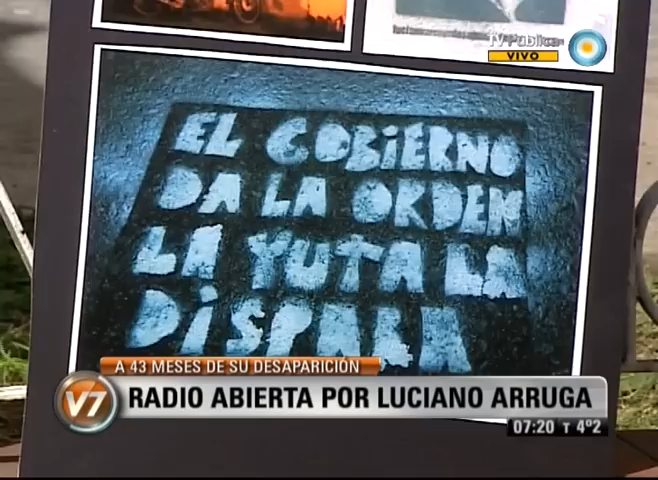 TV Pública
VIVO
EL GOBIERNO
DA LA ORDEN
LA YUTA LA
DiSPARA
A 43 MESES DE SU DESAPARICIÓN
V7
RADIO ABIERTA POR LUCIANO ARRUGA
07:20 T 4º2